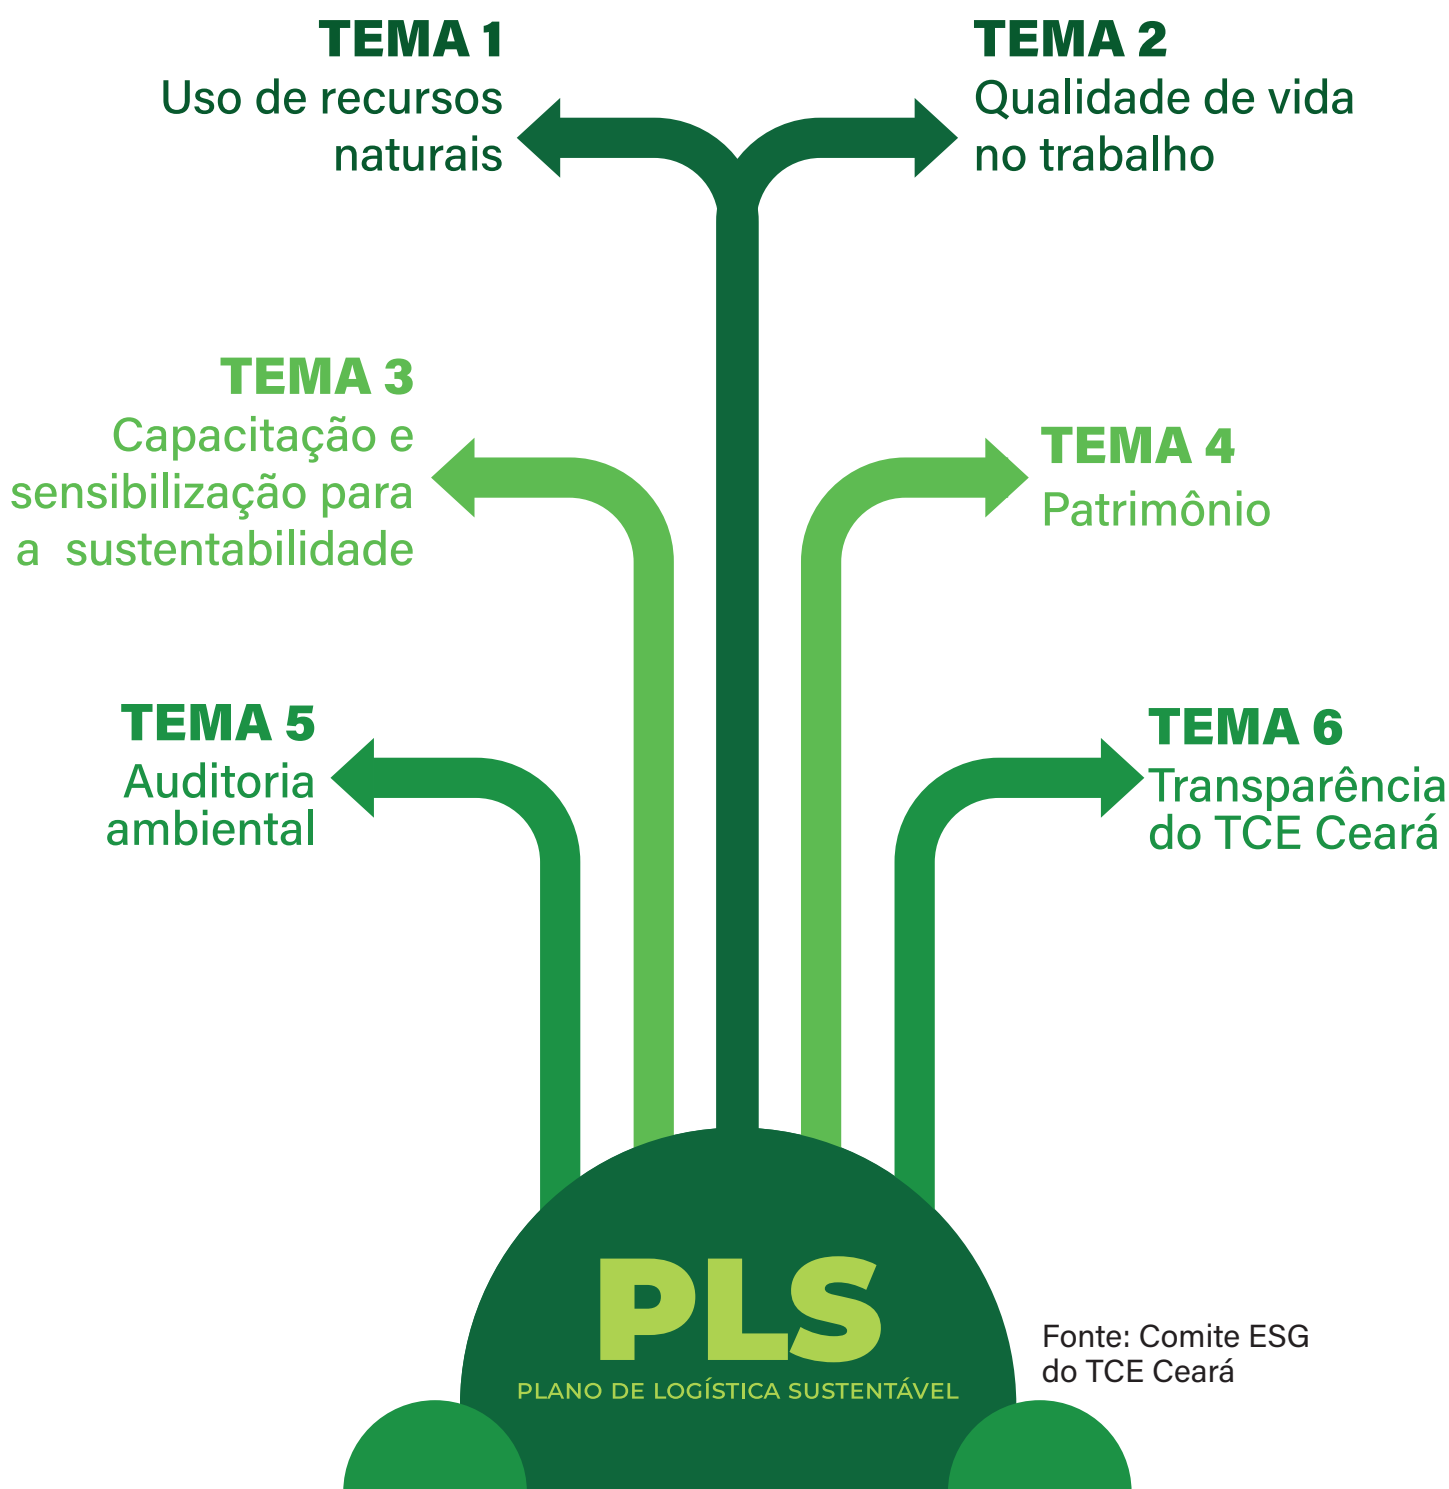 TEMA 1
Uso de recursos
naturais
TEMA 2
Qualidade de vida
no trabalho
TEMA 3
Capacitação e
sensibilização para
a sustentabilidade
TEMA 4
Patrimônio
TEMA 5
Auditoria
ambiental
TEMA 6
Transparência
do TCE Ceará
PLS
PLANO DE LOGÍSTICA SUSTENTÁVEL
Fonte: Comite ESG
do TCE Ceará